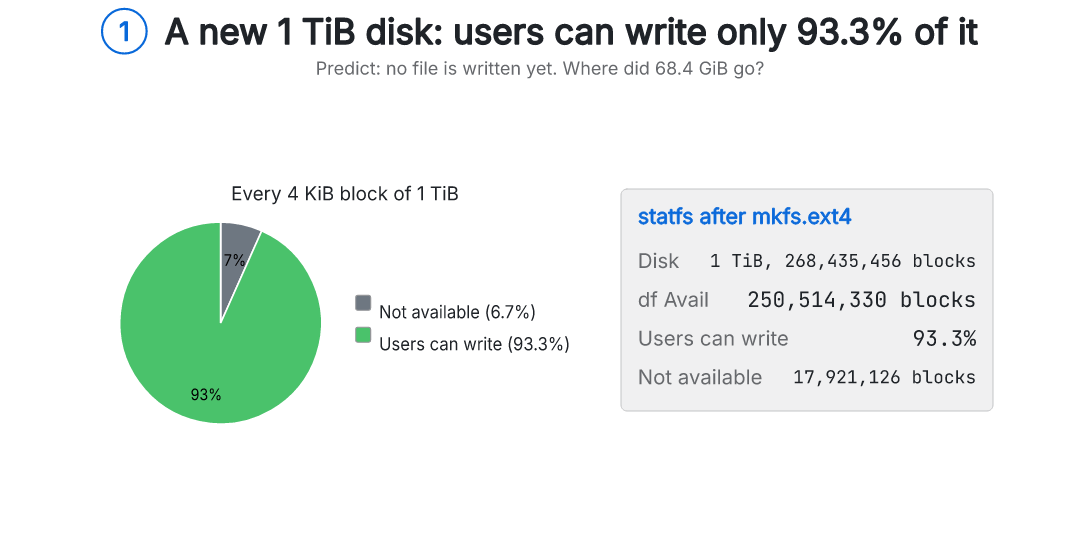 1 A new 1 TiB disk: users can write only 93.3% of it
Predict: no file is written yet. Where did 68.4 GiB go?
Every 4 KiB block of 1 TiB
7%
93%
Not available (6.7%)
Users can write (93.3%)
statfs after mkfs.ext4
Disk 1 TiB, 268,435,456 blocks
df Avail 250,514,330 blocks
Users can write 93.3%
Not available 17,921,126 blocks